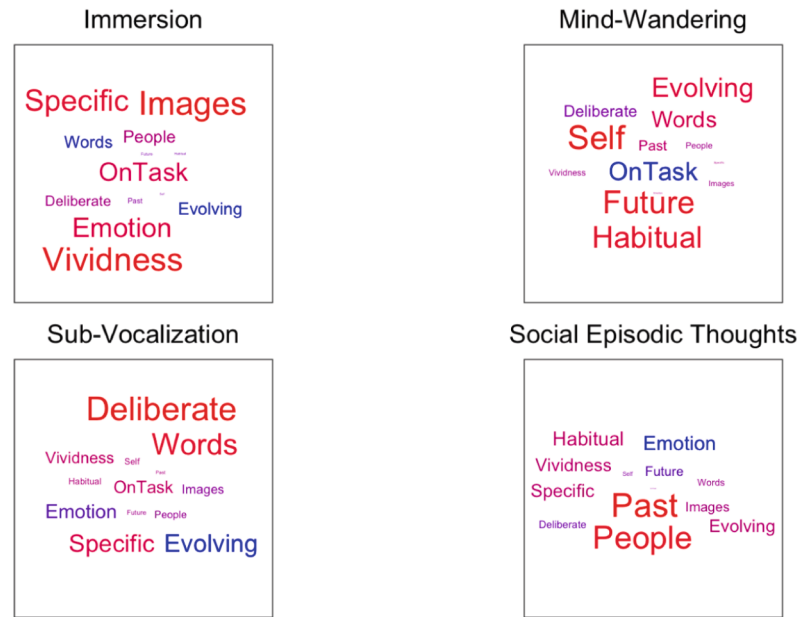 Immersion
Specific Images
Words People
Future
OnTask
Deliberate Past
Evolving
Emotion
Vividness
Mind-Wandering
Evolving
Deliberate
Words
Self Past People
Vividness OnTask
Images
Future
Habitual
Sub-Vocalization
Deliberate
Words
Vividness Self
Past
Habitual OnTask Images
Emotion Future People
Specific Evolving
Social Episodic Thoughts
Habitual Emotion
Vividness Self Future
Words
Specific
Past Images
Deliberate Evolving
People